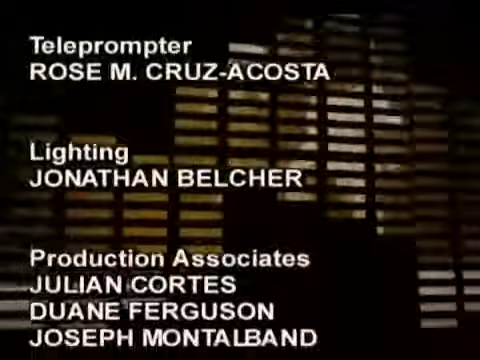 Teleprompter
ROSE M. CRUZ-ACOSTA
Lighting
JONATHAN BELCHER
Production Associates
JULIAN CORTES
DUANE FERGUSON
JOSEPH MONTALBAND